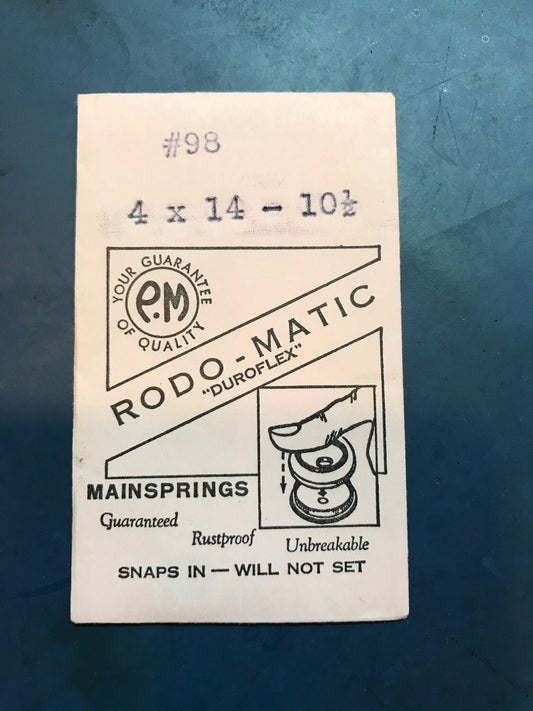 #98
4 x 14 - 10½
YOUR GUARANTEE
P.M
OF QUALITY
RODO-MATIC
"DUROFLEX"
MAINSPRINGS
Guaranteed
Rustproof
Unbreakable
SNAPS IN — WILL NOT SET